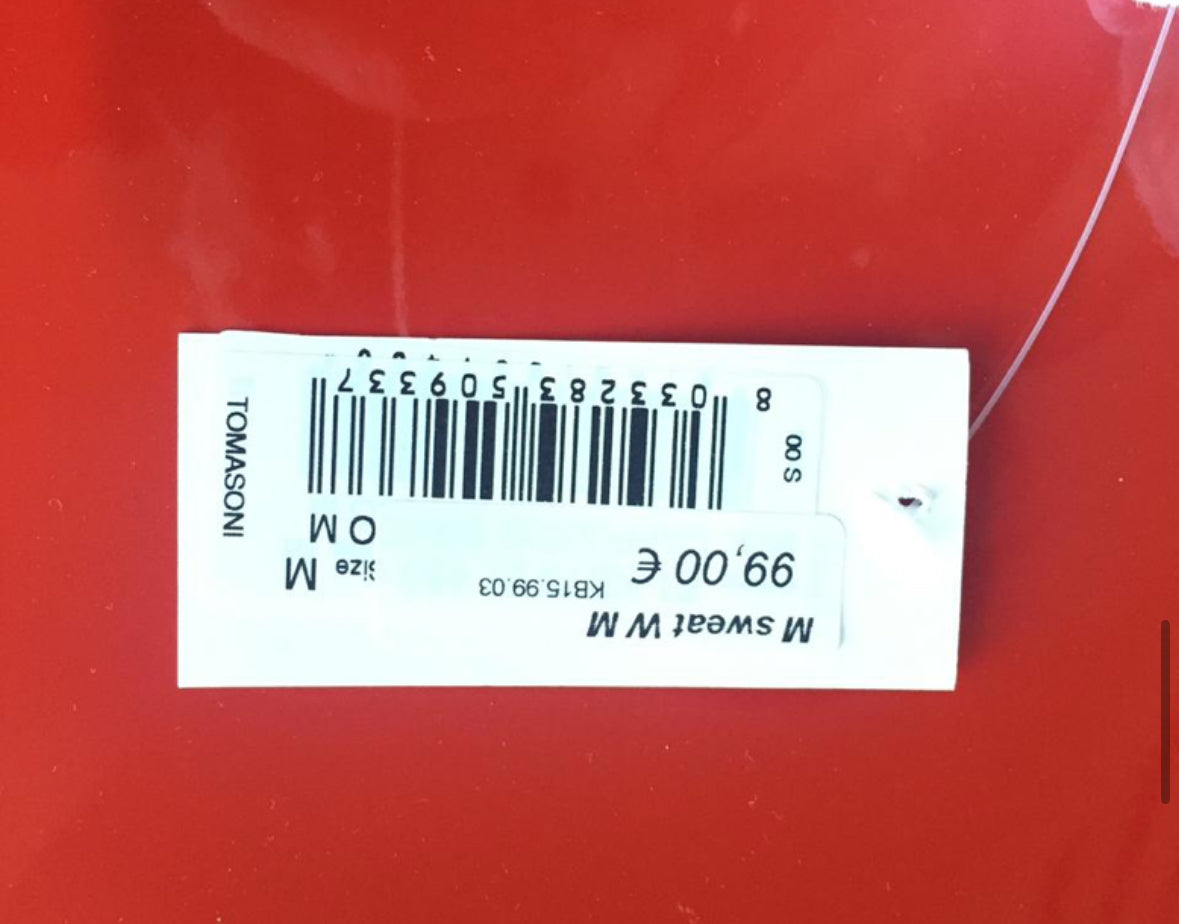 M sweat W M
KB15.99.03
99,00 €
Size M
O M
00 S
8 033283 509337
TOMASONI